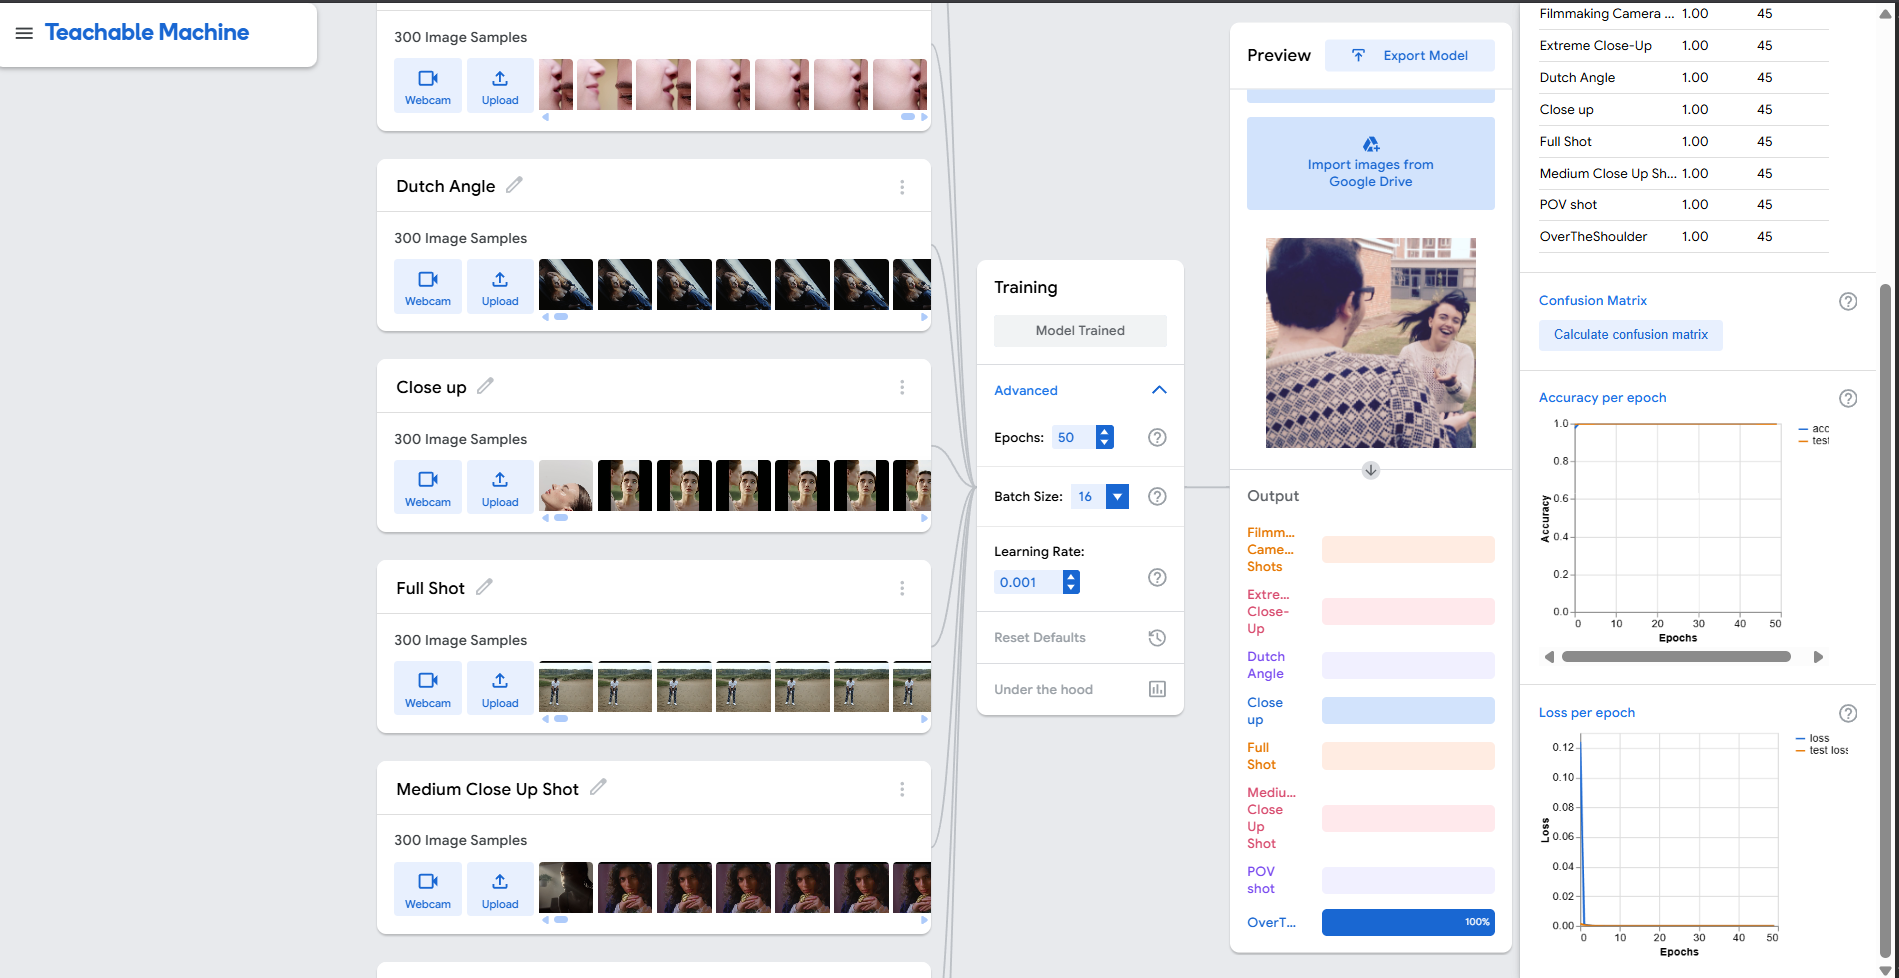 Teachable Machine
300 Image Samples
Webcam
Upload
Dutch Angle
300 Image Samples
Webcam
Upload
Close up
300 Image Samples
Webcam
Upload
Full Shot
300 Image Samples
Webcam
Upload
Medium Close Up Shot
300 Image Samples
Webcam
Upload
Training
Model Trained
Advanced
Epochs: 50
Batch Size: 16
Learning Rate:
0.001
Reset Defaults
Under the hood
Preview
Export Model
Import images from
Google Drive
Output
Filmm...
Came...
Shots
Extre...
Close-
Up
Dutch
Angle
Close
up
Full
Shot
Mediu...
Close
Up
Shot
POV
shot
OverT... 100%
Filmmaking Camera ... 1.00 45
Extreme Close-Up 1.00 45
Dutch Angle 1.00 45
Close up 1.00 45
Full Shot 1.00 45
Medium Close Up Sh... 1.00 45
POV shot 1.00 45
OverTheShoulder 1.00 45
Confusion Matrix
Calculate confusion matrix
Accuracy per epoch
1.0
0.8
0.6
0.4
0.2
0.0
Accuracy
0 10 20 30 40 50
Epochs
acc
test
Loss per epoch
0.12
0.10
0.08
0.06
0.04
0.02
0.00
Loss
0 10 20 30 40 50
Epochs
loss
test loss